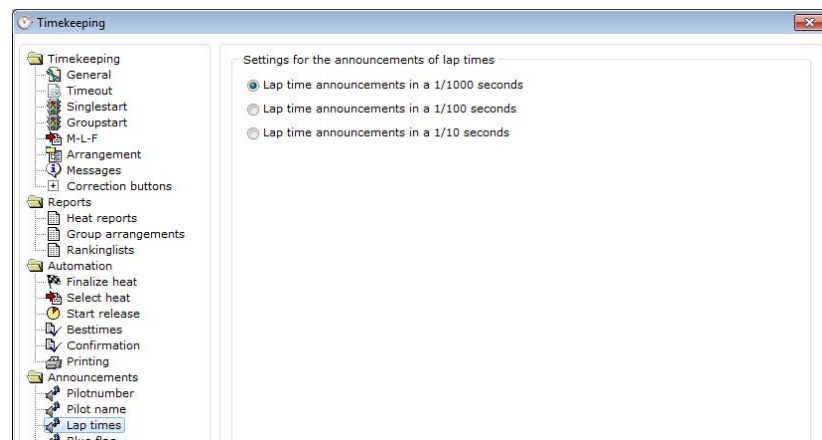 Timekeeping
Timekeeping
General
Timeout
Singlestart
Groupstart
M-L-F
Arrangement
Messages
Correction buttons
Reports
Heat reports
Group arrangements
Rankinglists
Automation
Finalize heat
Select heat
Start release
Besttimes
Confirmation
Printing
Announcements
Pilotnumber
Pilot name
Lap times
Settings for the announcements of lap times
Lap time announcements in a 1/1000 seconds
Lap time announcements in a 1/100 seconds
Lap time announcements in a 1/10 seconds